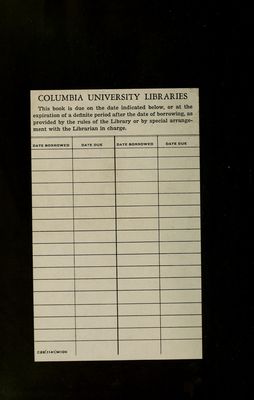 COLUMBIA UNIVERSITY LIBRARIES
This book is due on the date indicated below, or at the
expiration of a definite period after the date of borrowing, as
provided by the rules of the Library or by special arrange-
ment with the Librarian in charge.
DATE BORROWED DATE DUE DATE BORROWED DATE DUE